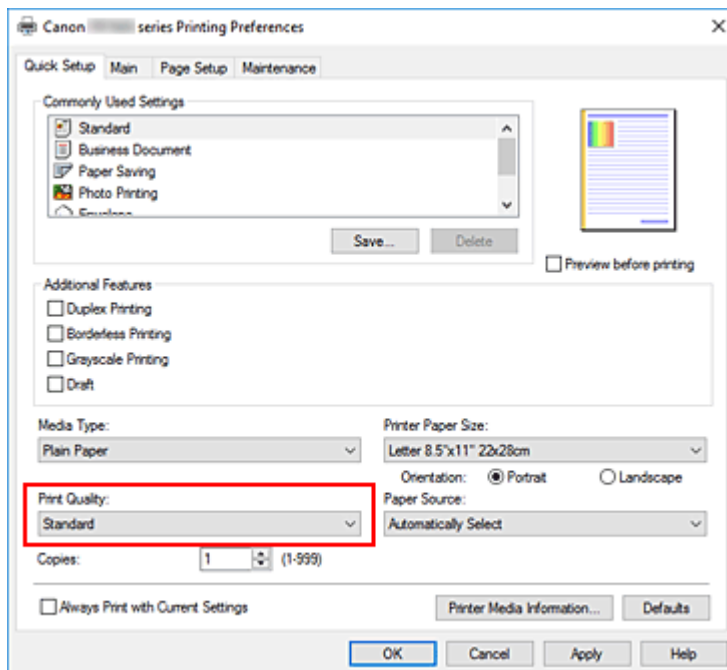 Canon series Printing Preferences
Quick Setup Main Page Setup Maintenance
Commonly Used Settings
Standard
Business Document
Paper Saving
Photo Printing
Save... Delete
Preview before printing
Additional Features
Duplex Printing
Borderless Printing
Grayscale Printing
Draft
Media Type:
Plain Paper
Printer Paper Size:
Letter 8.5"x11" 22x28cm
Orientation: Portrait Landscape
Print Quality:
Standard
Paper Source:
Automatically Select
Copies: 1 (1-999)
Always Print with Current Settings
Printer Media Information... Defaults
OK Cancel Apply Help